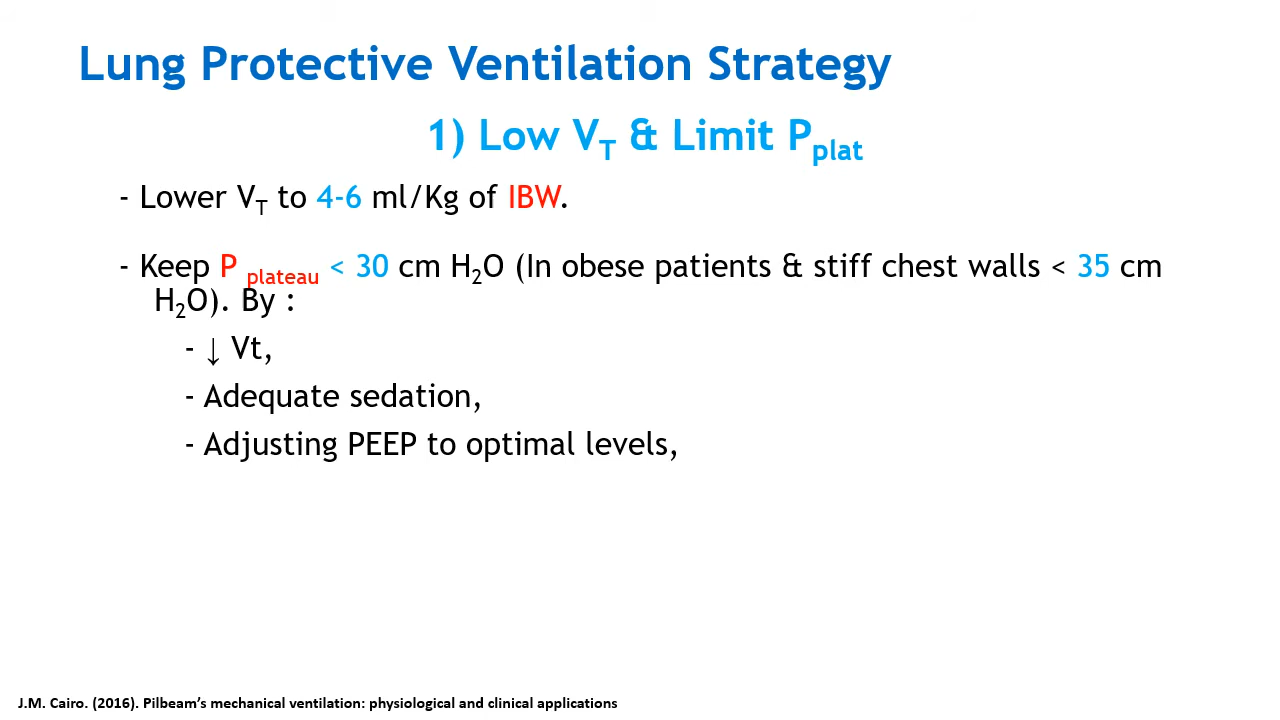 Lung Protective Ventilation Strategy
1) Low VT & Limit Pplat
- Lower VT to 4-6 ml/Kg of IBW.
- Keep P plateau < 30 cm H2O (In obese patients & stiff chest walls < 35 cm
H2O). By :
- ↓ Vt,
- Adequate sedation,
- Adjusting PEEP to optimal levels,
J.M. Cairo. (2016). Pilbeam’s mechanical ventilation: physiological and clinical applications